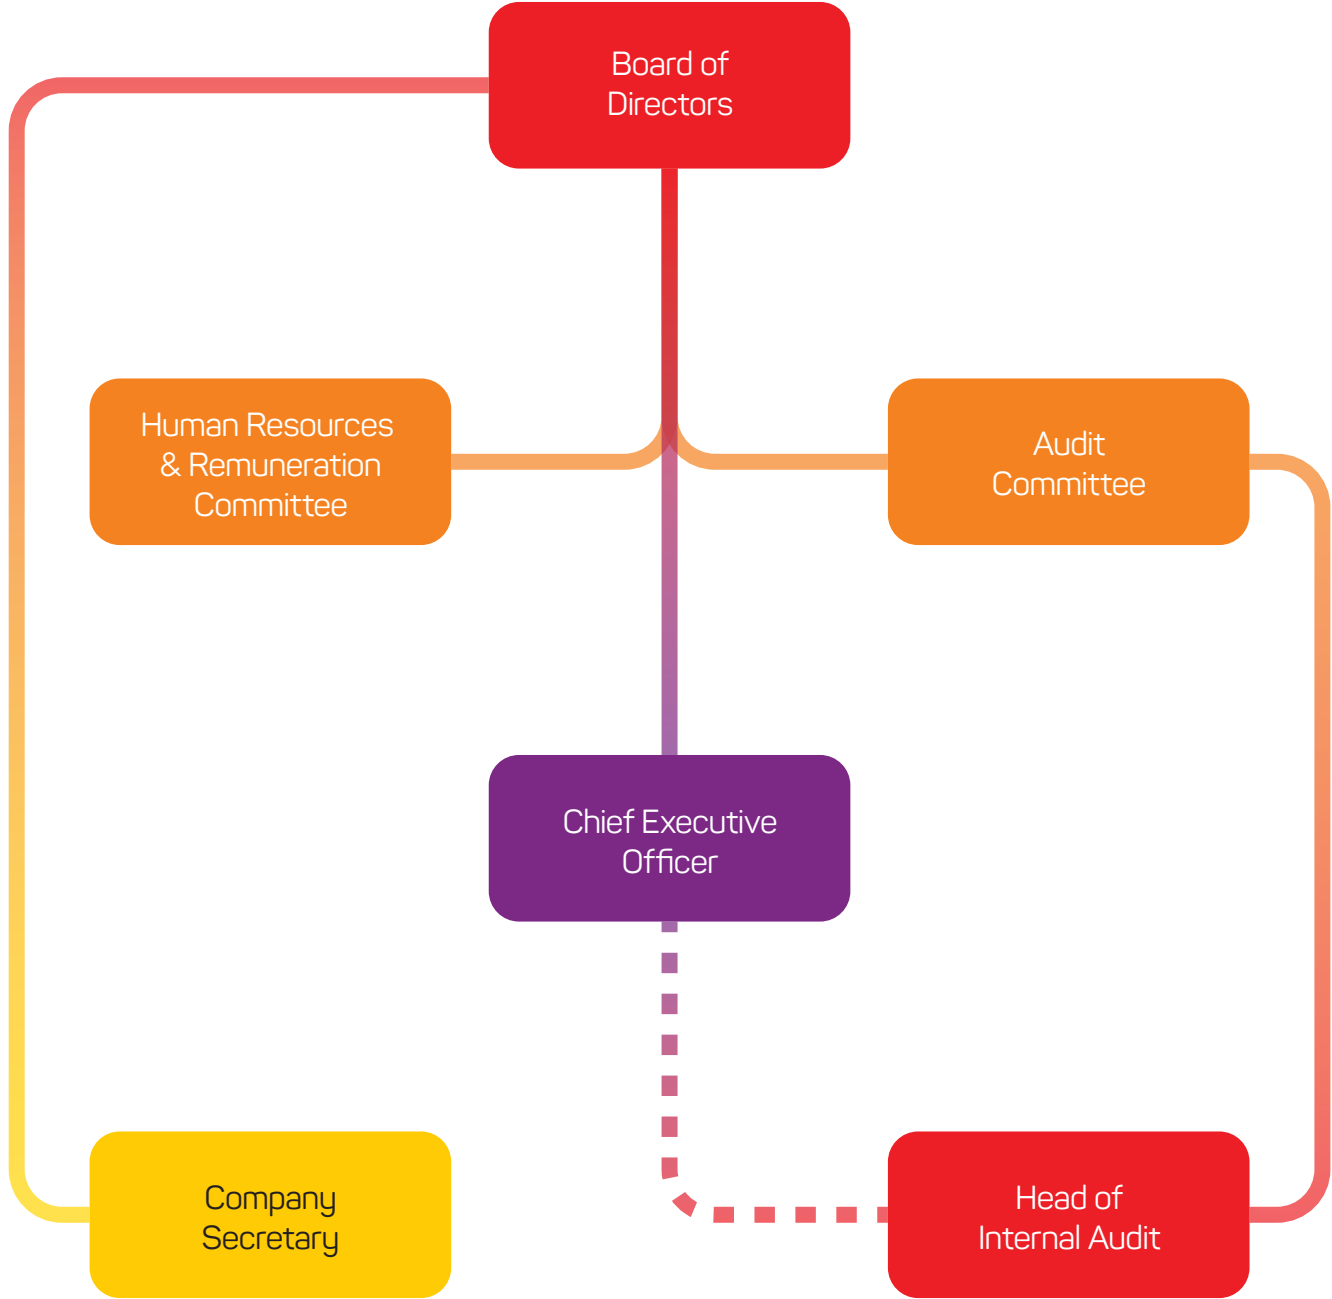 Board of
Directors
Human Resources
& Remuneration
Committee
Audit
Committee
Chief Executive
Officer
Company
Secretary
Head of
Internal Audit